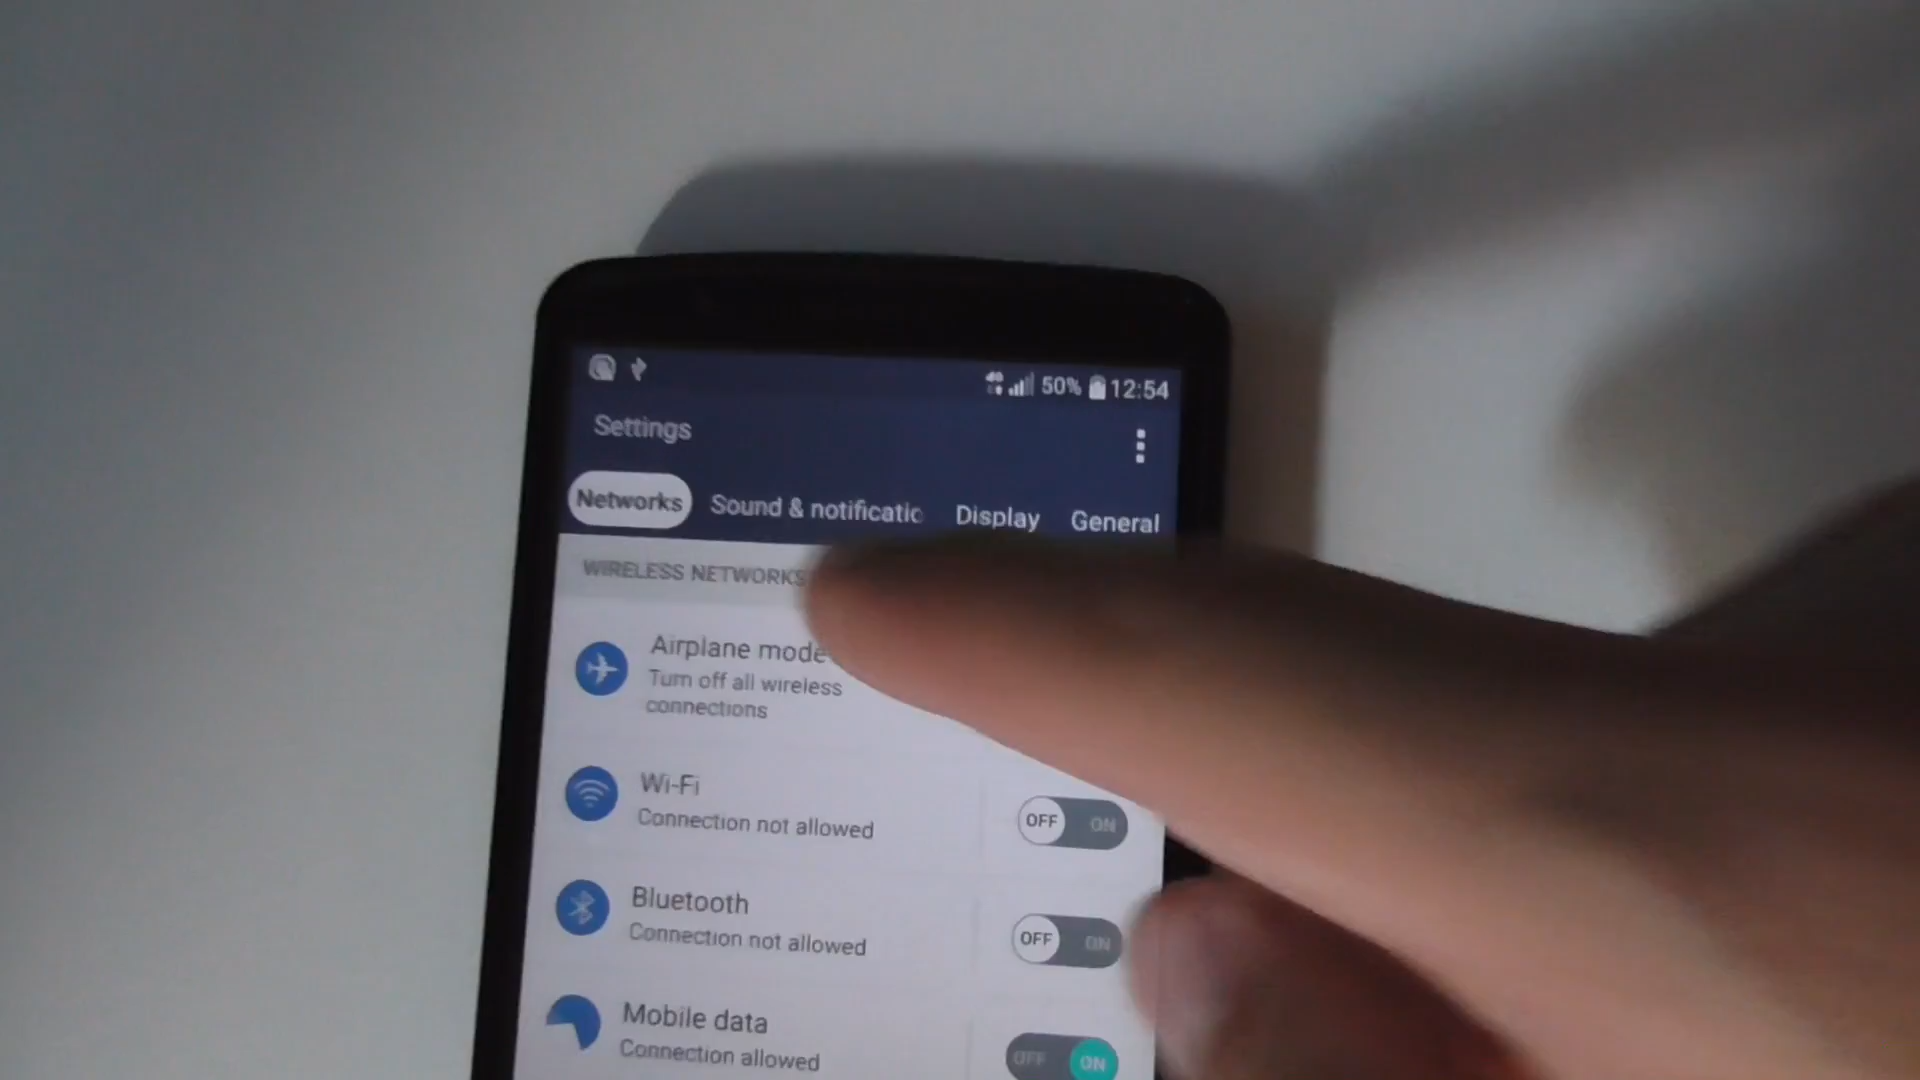 50% 12:54
Settings
Networks Sound & notificatio Display General
WIRELESS NETWORKS
Airplane mode
Turn off all wireless
connections
Wi-Fi
Connection not allowed
OFF ON
Bluetooth
Connection not allowed
OFF ON
Mobile data
Connection allowed
OFF ON